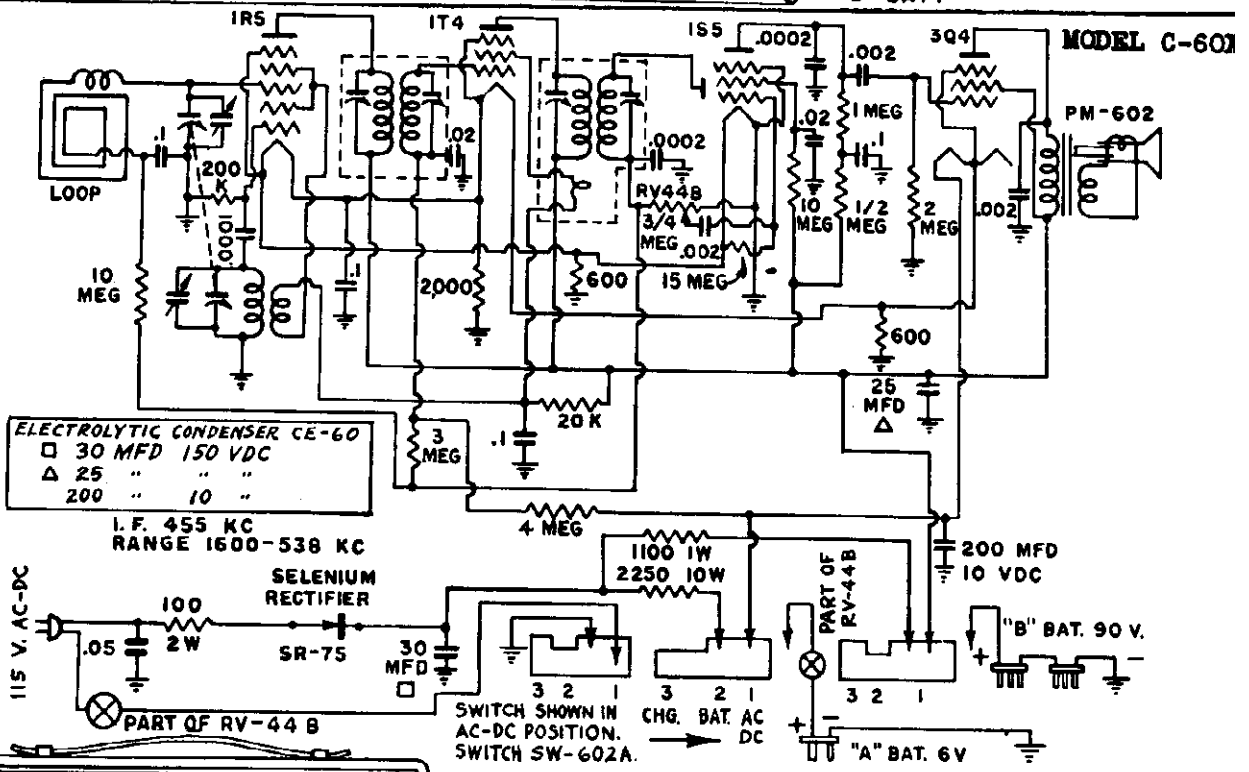 1R5
1T4
1S5
.0002
.002
3Q4
MODEL C-60
1 MEG
PM-602
.1
.02
.02
.0002
.1
200
K
LOOP
RV44B
3/4
MEG
10
MEG
1/2
MEG
2
MEG
.002
.0001
.002
10
MEG
.1
2,000
600
15 MEG
600
25
MFD
△
20K
3
MEG
.1
ELECTROLYTIC CONDENSER CE-60
□ 30 MFD 150 VDC
△ 25 " " "
200 " 10 "
I.F. 455 KC
RANGE 1600-538 KC
4 MEG
1100 1W
2250 10W
200 MFD
10 VDC
SELENIUM
RECTIFIER
PART OF
RV-44B
115 V. AC-DC
100
2W
.05
SR-75
30
MFD
□
"B" BAT. 90 V.
+ -
3 2 1
3 2 1
3 2 1
PART OF RV-44B
SWITCH SHOWN IN
AC-DC POSITION.
SWITCH SW-602A.
CHG. BAT. AC
DC
+ -
"A" BAT. 6V